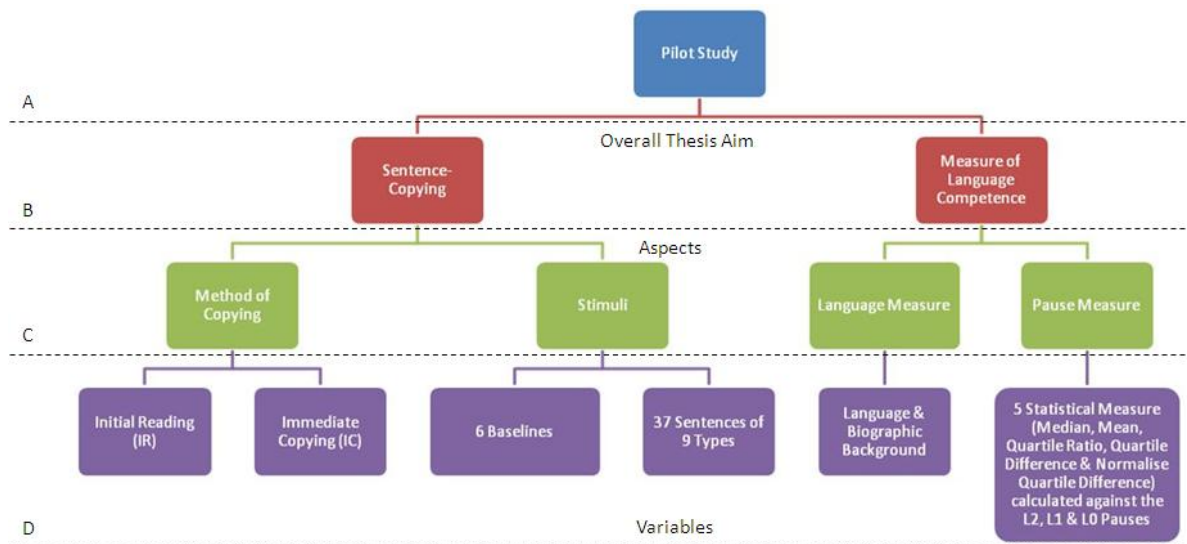 Pilot Study
A
Overall Thesis Aim
Sentence-
Copying
Measure of
Language
Competence
B
Aspects
Method of
Copying
Stimuli
Language Measure
Pause Measure
C
Initial Reading
(IR)
Immediate
Copying (IC)
6 Baselines
37 Sentences of
9 Types
Language &
Biographic
Background
5 Statistical Measure
(Median, Mean,
Quartile Ratio, Quartile
Difference & Normalise
Quartile Difference)
calculated against the
L2, L1 & L0 Pauses
D
Variables